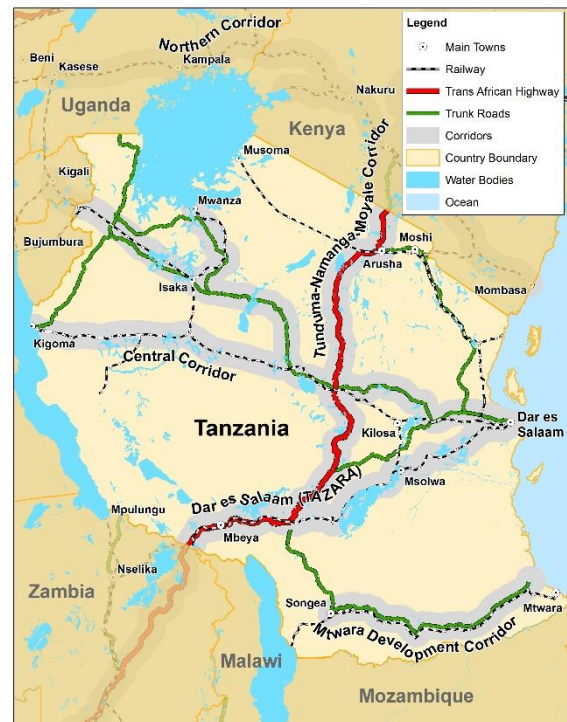 Legend
Main Towns
Railway
Trans African Highway
Trunk Roads
Corridors
Country Boundary
Water Bodies
Ocean
Northern Corridor
Beni
Kasese
Kampala
Uganda
Nakuru
Kenya
Musoma
Kigali
Mwanza
Tunduma-Namanga-Moyale Corridor
Bujumbura
Moshi
Arusha
Isaka
Mombasa
Kigoma
Central Corridor
Tanzania
Kilosa
Dar es
Salaam
Dar es Salaam (TAZARA)
Msolwa
Mpulungu
Mbeya
Nselika
Zambia
Songea
Mtwara
Mtwara Development Corridor
Malawi
Mozambique